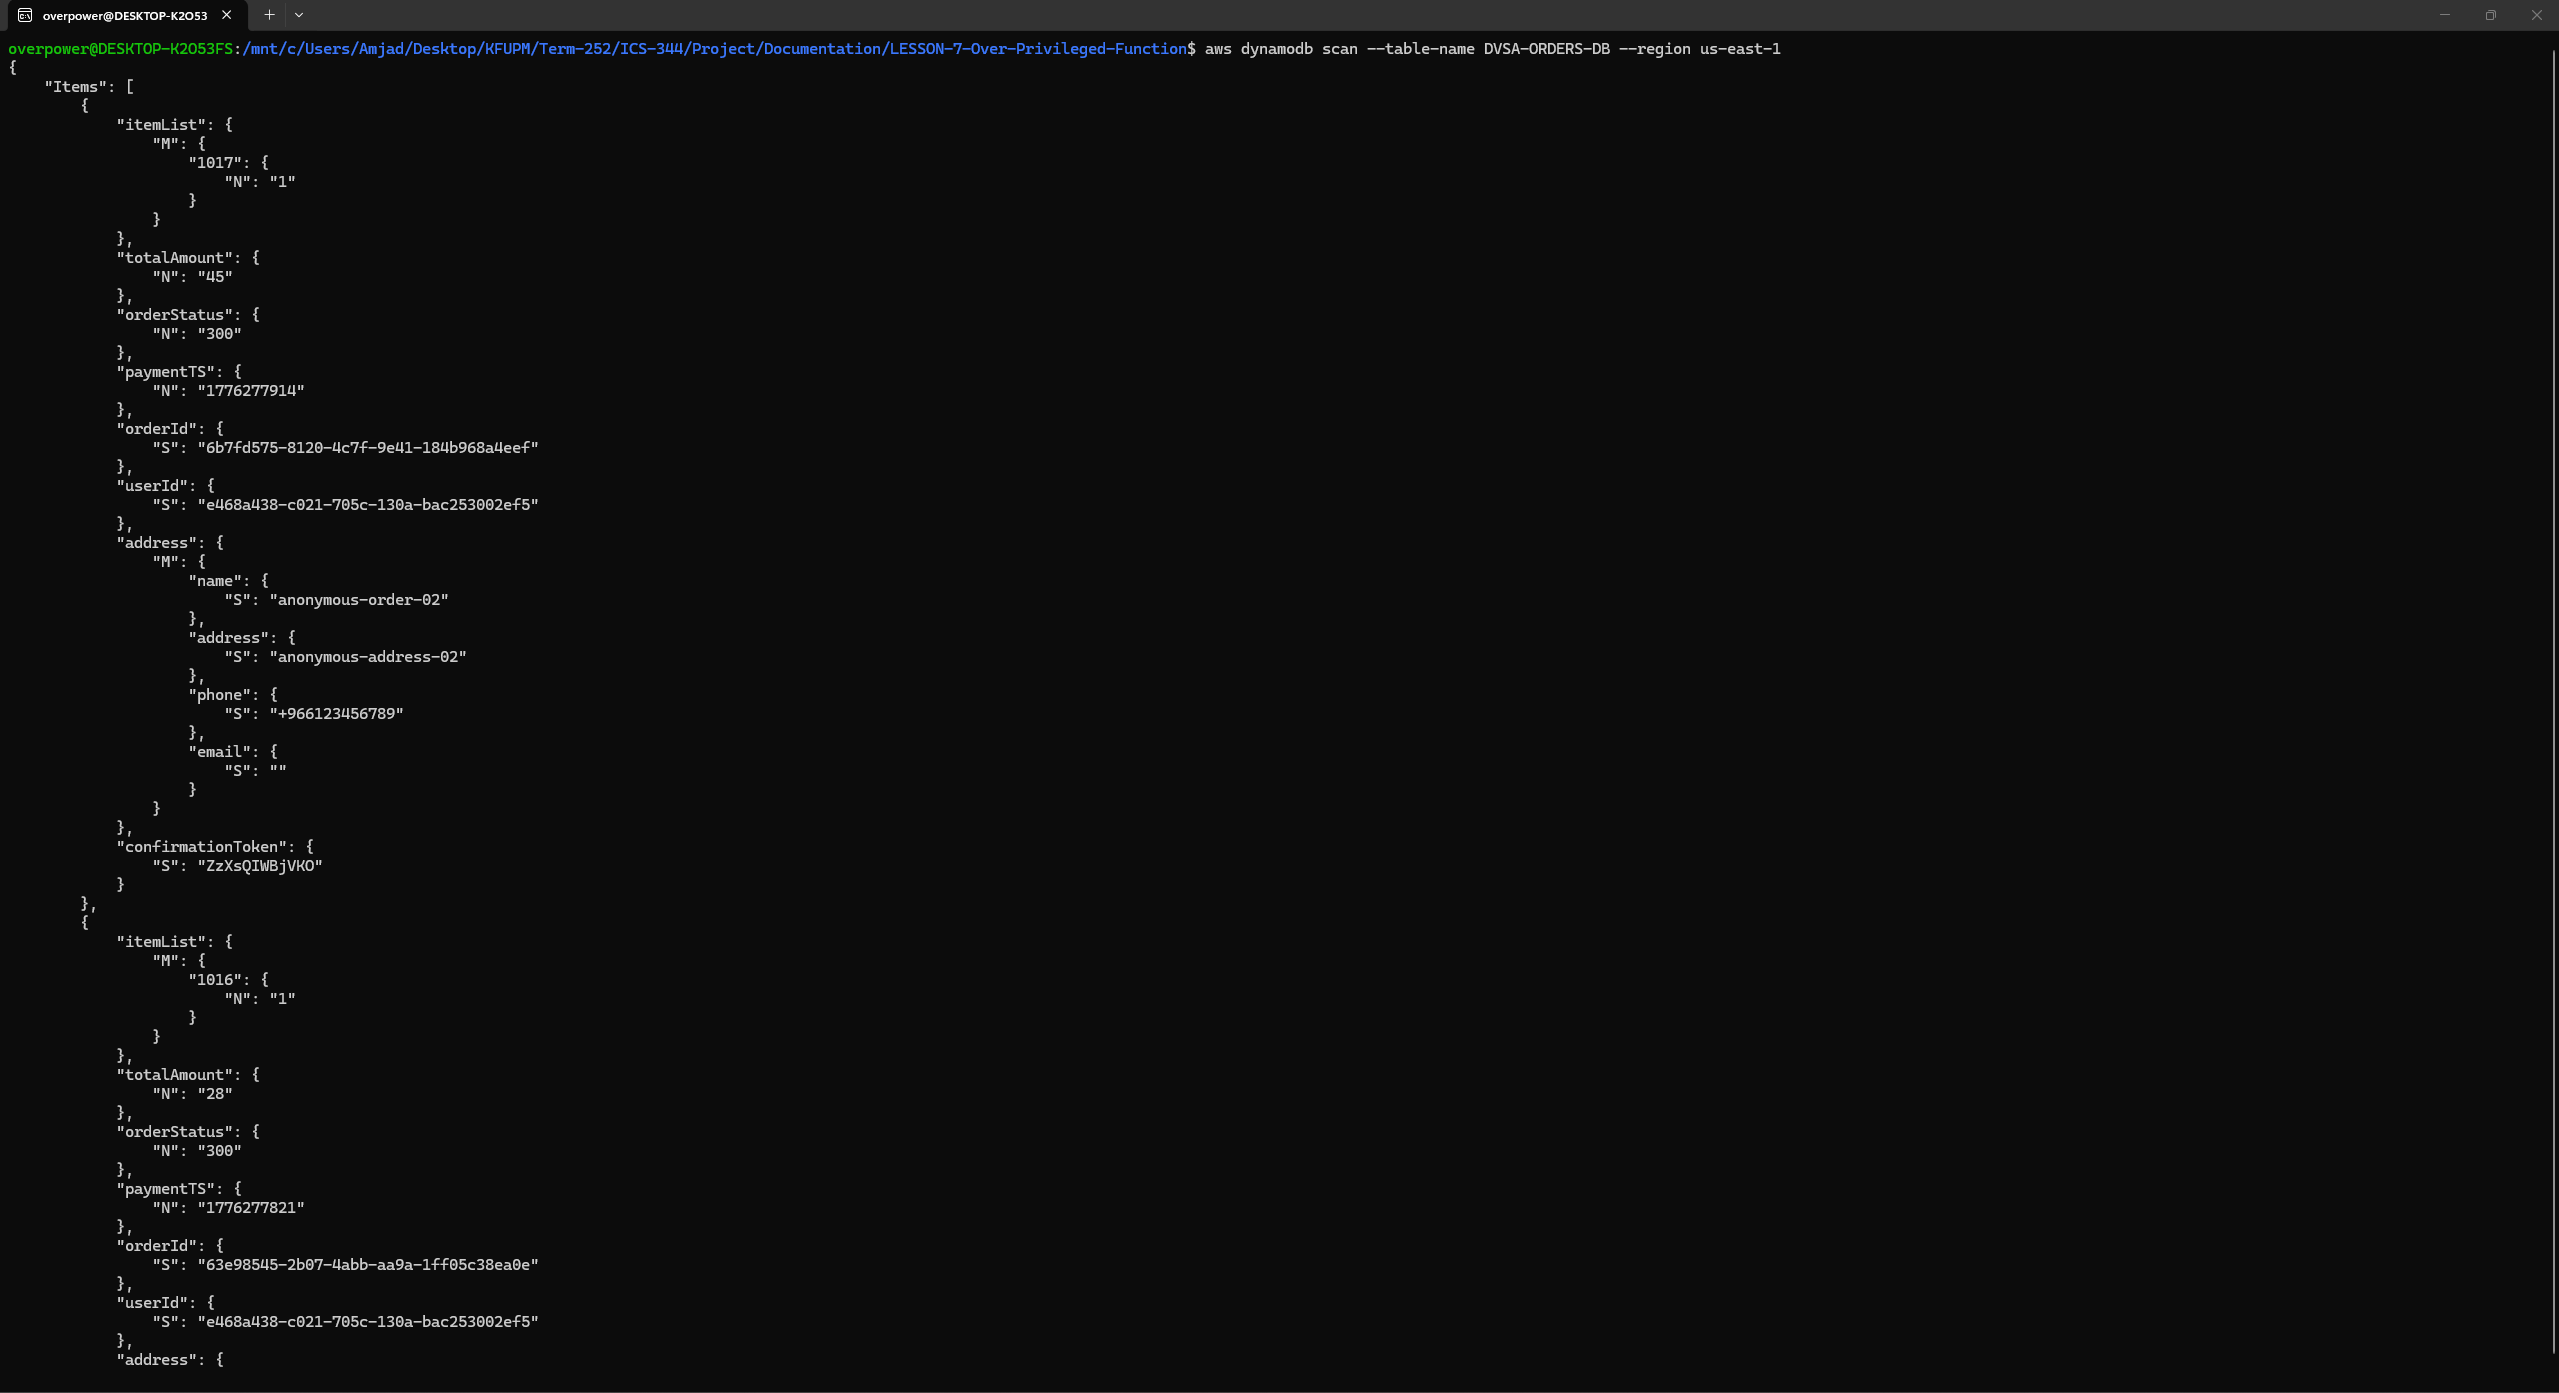 overpower@DESKTOP-K2O53
overpower@DESKTOP-K2O53FS:/mnt/c/Users/Amjad/Desktop/KFUPM/Term-252/ICS-344/Project/Documentation/LESSON-7-Over-Privileged-Function$ aws dynamodb scan --table-name DVSA-ORDERS-DB --region us-east-1
{
    "Items": [
        {
            "itemList": {
                "M": {
                    "1017": {
                        "N": "1"
                    }
                }
            },
            "totalAmount": {
                "N": "45"
            },
            "orderStatus": {
                "N": "300"
            },
            "paymentTS": {
                "N": "1776277914"
            },
            "orderId": {
                "S": "6b7fd575-8120-4c7f-9e41-184b968a4eef"
            },
            "userId": {
                "S": "e468a438-c021-705c-130a-bac253002ef5"
            },
            "address": {
                "M": {
                    "name": {
                        "S": "anonymous-order-02"
                    },
                    "address": {
                        "S": "anonymous-address-02"
                    },
                    "phone": {
                        "S": "+966123456789"
                    },
                    "email": {
                        "S": ""
                    }
                }
            },
            "confirmationToken": {
                "S": "ZzXsQIWBjVKO"
            }
        },
        {
            "itemList": {
                "M": {
                    "1016": {
                        "N": "1"
                    }
                }
            },
            "totalAmount": {
                "N": "28"
            },
            "orderStatus": {
                "N": "300"
            },
            "paymentTS": {
                "N": "1776277821"
            },
            "orderId": {
                "S": "63e98545-2b07-4abb-aa9a-1ff05c38ea0e"
            },
            "userId": {
                "S": "e468a438-c021-705c-130a-bac253002ef5"
            },
            "address": {